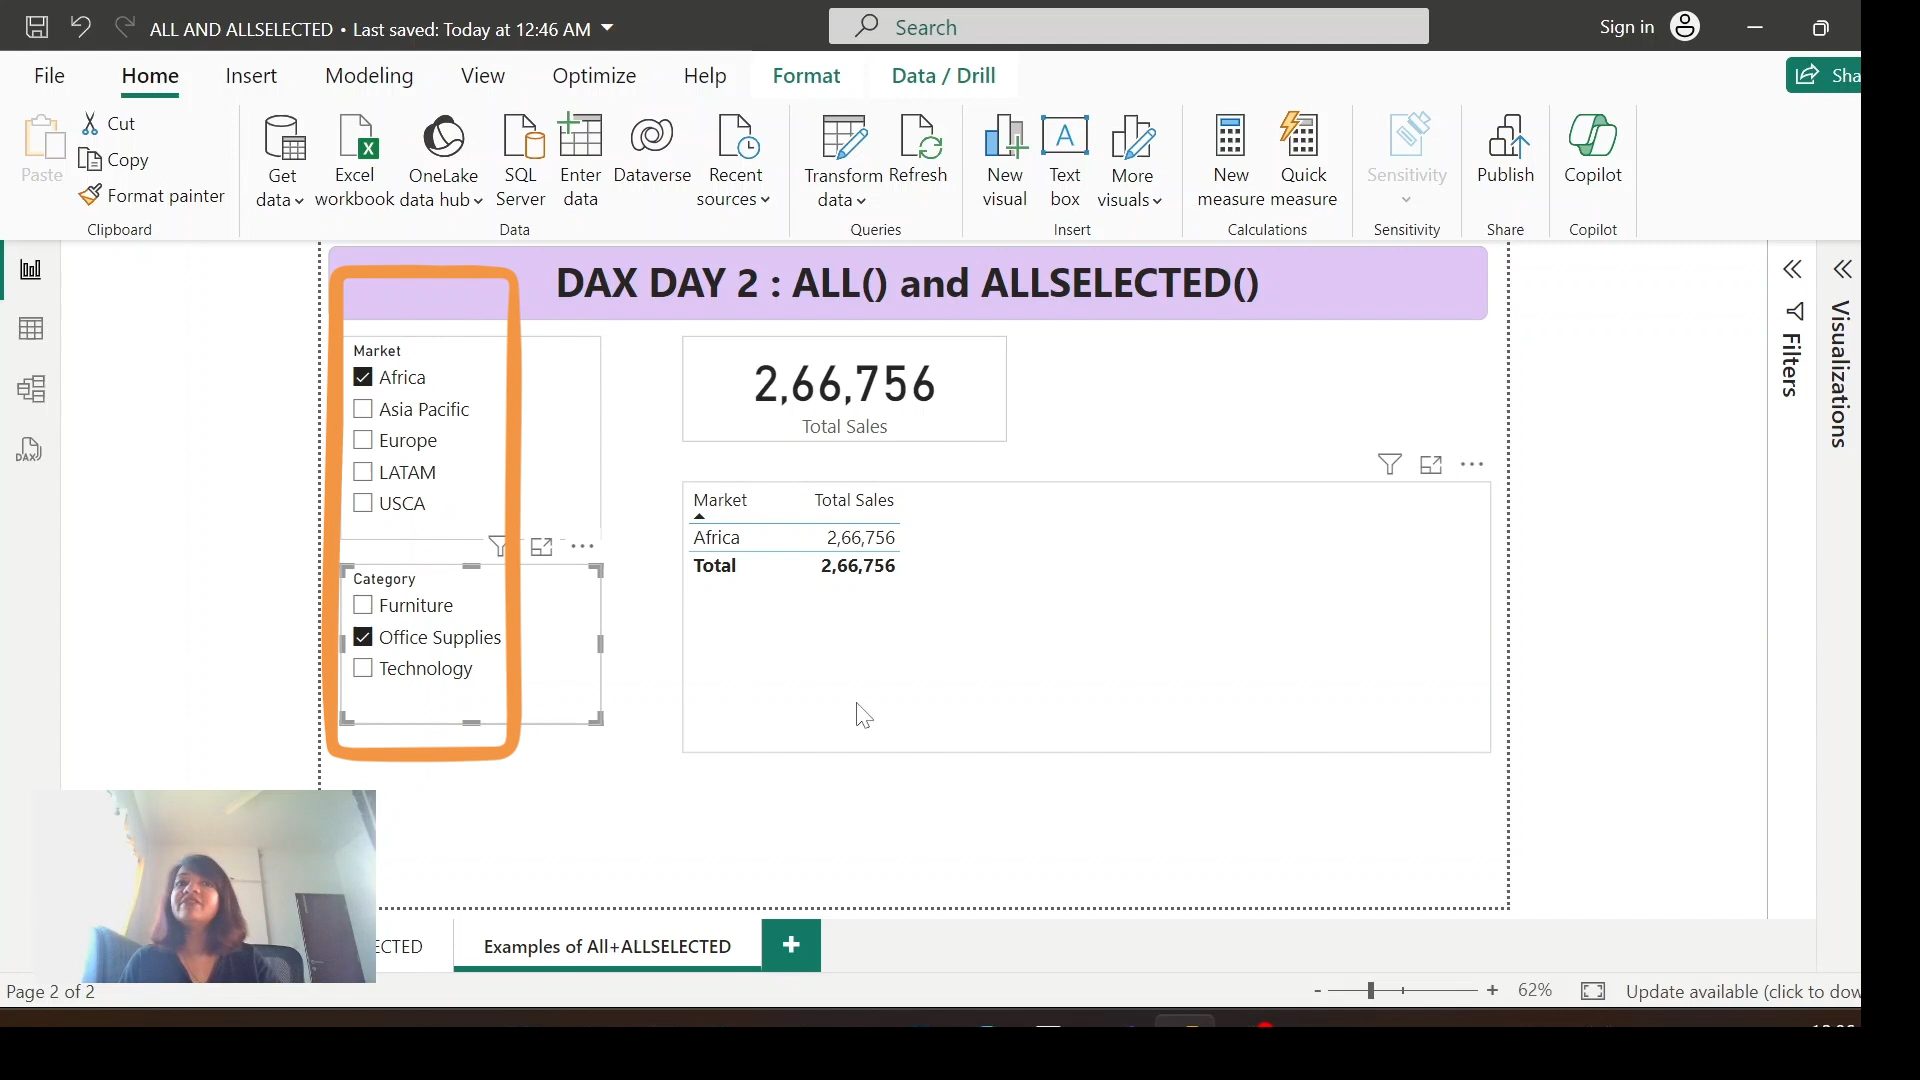 ALL AND ALLSELECTED • Last saved: Today at 12:46 AM
Search
Sign in
File Home Insert Modeling View Optimize Help Format Data / Drill
Sha
Paste
Cut
Copy
Format painter
Clipboard
Get data
Excel workbook
OneLake data hub
SQL Server
Enter data
Dataverse
Recent sources
Data
Transform data
Refresh
Queries
New visual
Text box
More visuals
Insert
New measure
Quick measure
Calculations
Sensitivity
Sensitivity
Publish
Share
Copilot
Copilot
DAX
DAX DAY 2 : ALL() and ALLSELECTED()
Market
Africa
Asia Pacific
Europe
LATAM
USCA
Category
Furniture
Office Supplies
Technology
2,66,756
Total Sales
Market Total Sales
Africa 2,66,756
Total 2,66,756
Filters
Visualizations
ECTED
Examples of All+ALLSELECTED
+
Page 2 of 2
- + 62%
Update available (click to dow